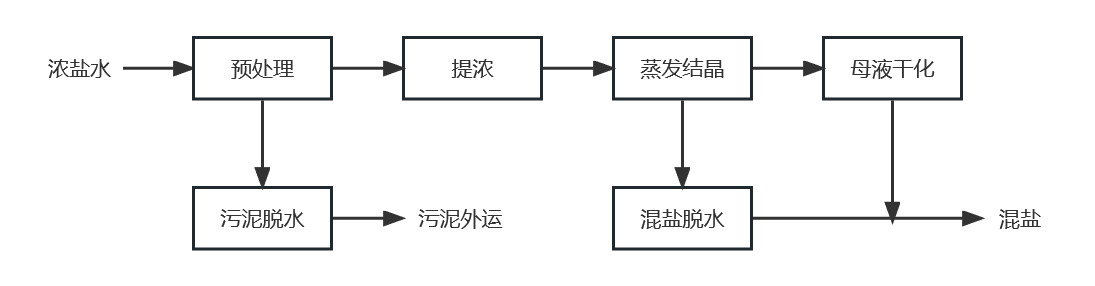 浓盐水
预处理
提浓
蒸发结晶
母液干化
污泥脱水
污泥外运
混盐脱水
混盐